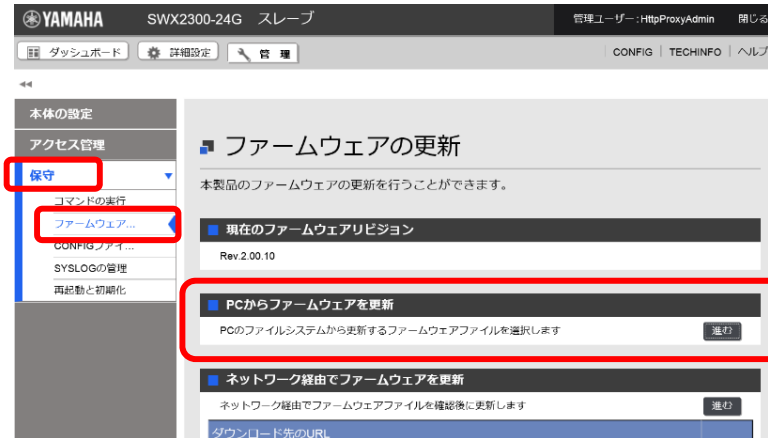 YAMAHA SWX2300-24G スレーブ 管理ユーザー:HttpProxyAdmin 閉じる
ダッシュボード 詳細設定 管 理 CONFIG | TECHINFO | ヘルプ
本体の設定
アクセス管理
保守
コマンドの実行
ファームウェア...
CONFIGファイ...
SYSLOGの管理
再起動と初期化
ファームウェアの更新
本製品のファームウェアの更新を行うことができます。
現在のファームウェアリビジョン
Rev.2.00.10
PCからファームウェアを更新
PCのファイルシステムから更新するファームウェアファイルを選択します 進む
ネットワーク経由でファームウェアを更新
ネットワーク経由でファームウェアファイルを確認後に更新します 進む
ダウンロード先のURL